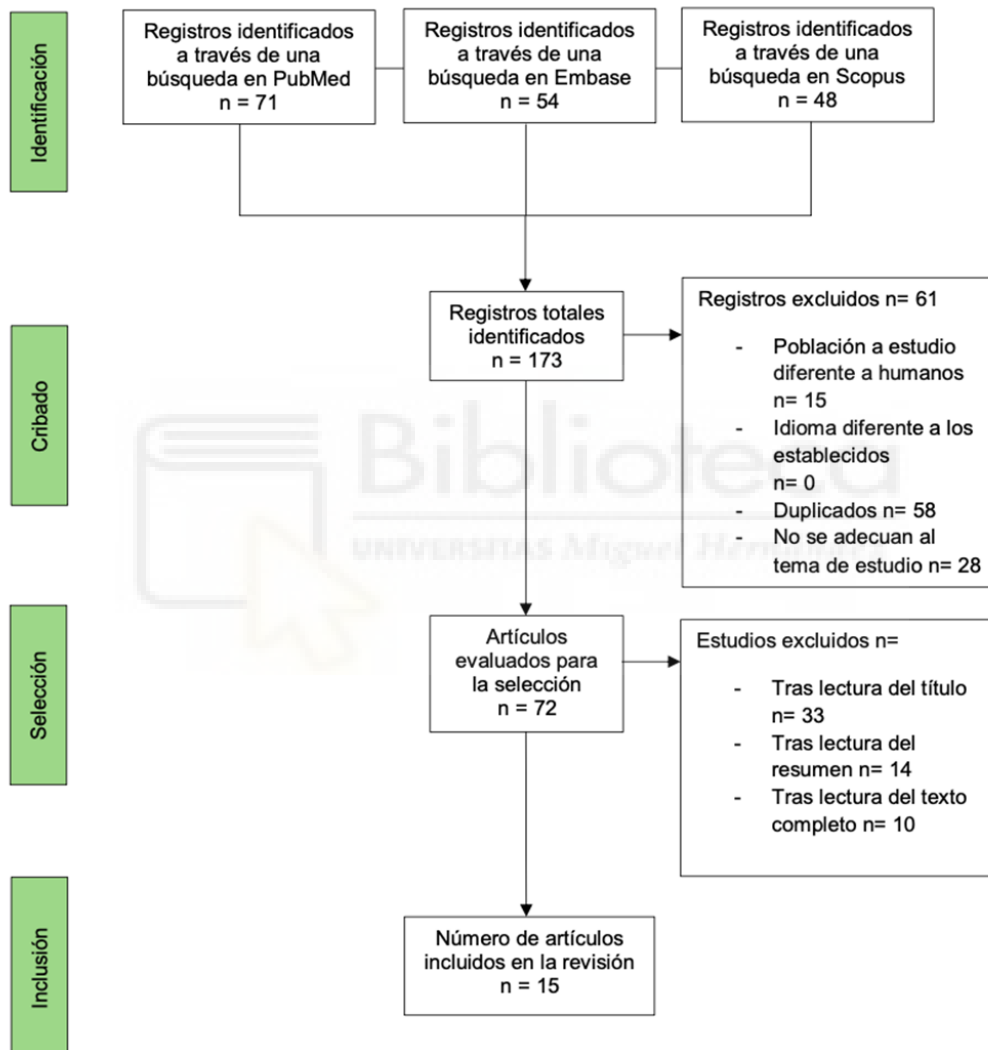 Identificación
Registros identificados
a través de una
búsqueda en PubMed
n = 71
Registros identificados
a través de una
búsqueda en Embase
n = 54
Registros identificados
a través de una
búsqueda en Scopus
n = 48
Cribado
Registros totales
identificados
n = 173
Registros excluidos n= 61
- Población a estudio
diferente a humanos
n= 15
- Idioma diferente a los
establecidos
n= 0
- Duplicados n= 58
- No se adecuan al
tema de estudio n= 28
Biblioteca
UNIVERSITAS Miguel Hernández
Selección
Artículos
evaluados para
la selección
n = 72
Estudios excluidos n=
- Tras lectura del título
n= 33
- Tras lectura del
resumen n= 14
- Tras lectura del texto
completo n= 10
Inclusión
Número de artículos
incluidos en la revisión
n = 15